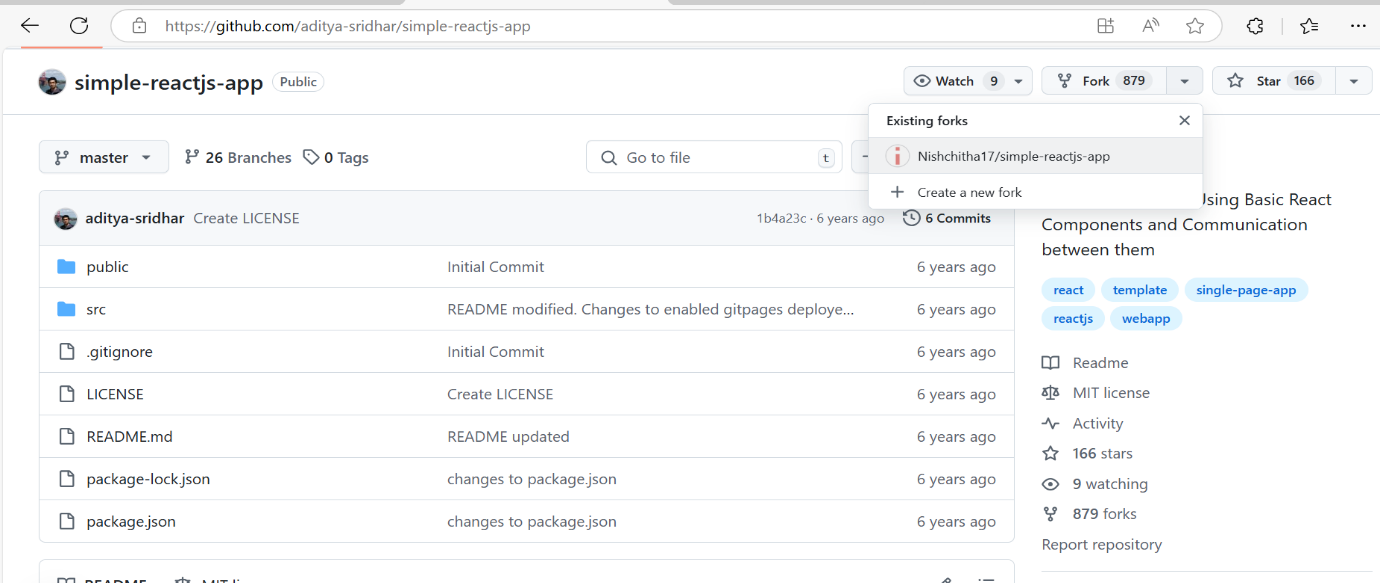 https://github.com/aditya-sridhar/simple-reactjs-app
simple-reactjs-app Public
Watch 9 Fork 879 Star 166
Existing forks
Nishchitha17/simple-reactjs-app
Create a new fork
master 26 Branches 0 Tags
Go to file t
aditya-sridhar Create LICENSE 1b4a23c · 6 years ago 6 Commits
public Initial Commit 6 years ago
src README modified. Changes to enabled gitpages deploye... 6 years ago
.gitignore Initial Commit 6 years ago
LICENSE Create LICENSE 6 years ago
README.md README updated 6 years ago
package-lock.json changes to package.json 6 years ago
package.json changes to package.json 6 years ago
README MIT li
Using Basic React
Components and Communication
between them
react template single-page-app
reactjs webapp
Readme
MIT license
Activity
166 stars
9 watching
879 forks
Report repository